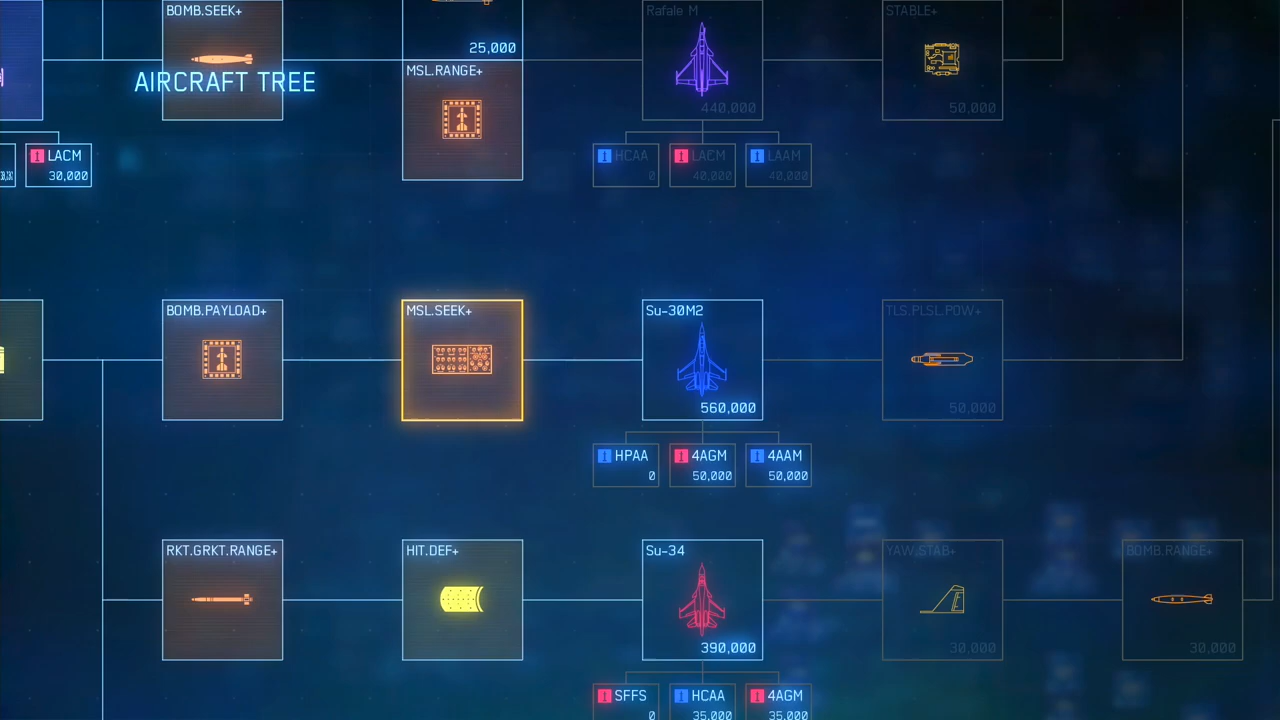 BOMB.SEEK+
Rafale M
STABLE+
25,000
MSL.RANGE+
AIRCRAFT TREE
440,000
50,000
LACM
30,000
HCAA
0
LACM
40,000
LAAM
40,000
BOMB.PAYLOAD+
MSL.SEEK+
Su-30M2
TLS.PLSL.POW+
560,000
50,000
HPAA
0
4AGM
50,000
4AAM
50,000
RKT.GRKT.RANGE+
HIT.DEF+
Su-34
YAW.STAB+
BOMB.RANGE+
390,000
30,000
30,000
SFFS
0
HCAA
35,000
4AGM
35,000